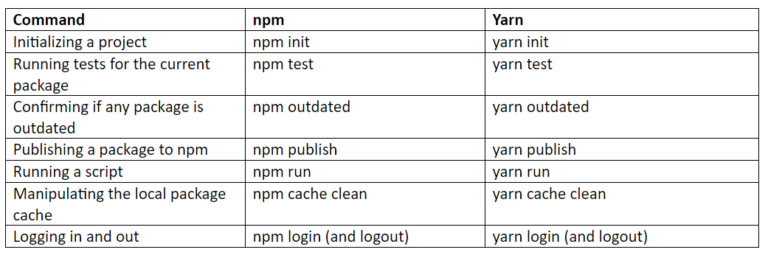 Command npm Yarn
Initializing a project npm init yarn init
Running tests for the current npm test yarn test
package
Confirming if any package is npm outdated yarn outdated
outdated
Publishing a package to npm npm publish yarn publish
Running a script npm run yarn run
Manipulating the local package npm cache clean yarn cache clean
cache
Logging in and out npm login (and logout) yarn login (and logout)